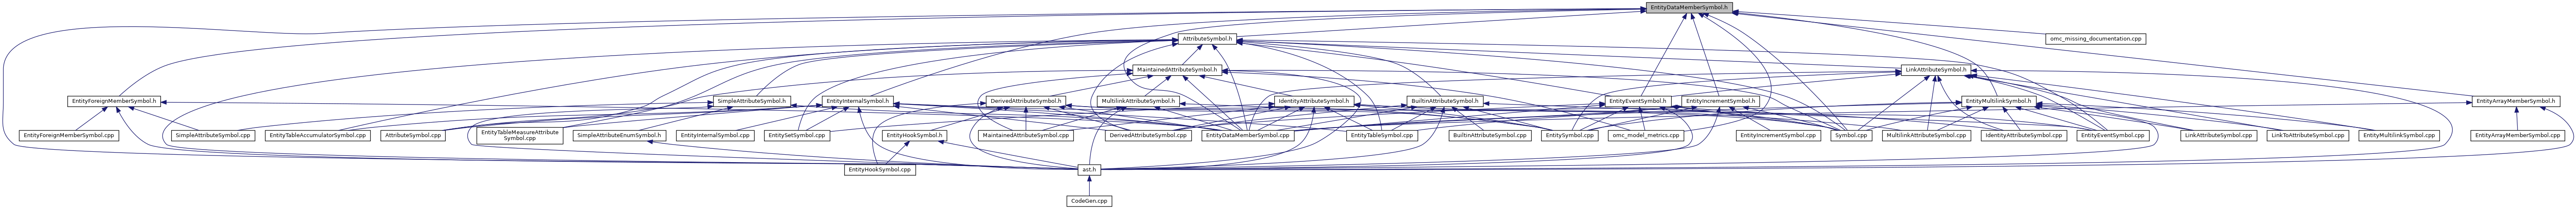 EntityDataMemberSymbol.h
AttributeSymbol.h
omc_missing_documentation.cpp
MaintainedAttributeSymbol.h
LinkAttributeSymbol.h
EntityForeignMemberSymbol.h
SimpleAttributeSymbol.h
EntityInternalSymbol.h
DerivedAttributeSymbol.h
MultilinkAttributeSymbol.h
IdentityAttributeSymbol.h
BuiltinAttributeSymbol.h
EntityEventSymbol.h
EntityIncrementSymbol.h
EntityMultilinkSymbol.h
EntityArrayMemberSymbol.h
EntityForeignMemberSymbol.cpp
SimpleAttributeSymbol.cpp
EntityTableAccumulatorSymbol.cpp
AttributeSymbol.cpp
EntityTableMeasureAttribute
Symbol.cpp
SimpleAttributeEnumSymbol.h
EntityInternalSymbol.cpp
EntitySetSymbol.cpp
EntityHookSymbol.h
MaintainedAttributeSymbol.cpp
DerivedAttributeSymbol.cpp
EntityDataMemberSymbol.cpp
EntityTableSymbol.cpp
BuiltinAttributeSymbol.cpp
EntitySymbol.cpp
omc_model_metrics.cpp
EntityIncrementSymbol.cpp
Symbol.cpp
MultilinkAttributeSymbol.cpp
IdentityAttributeSymbol.cpp
EntityEventSymbol.cpp
LinkAttributeSymbol.cpp
LinkToAttributeSymbol.cpp
EntityMultilinkSymbol.cpp
EntityArrayMemberSymbol.cpp
EntityHookSymbol.cpp
ast.h
CodeGen.cpp